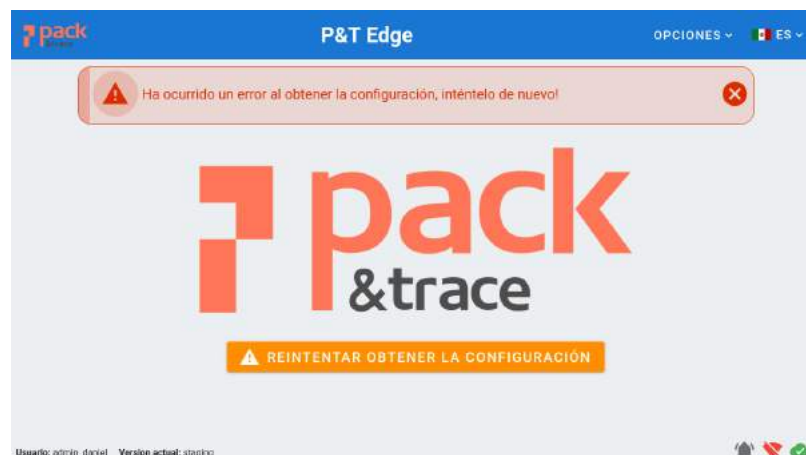 pack
&trace
P&T Edge
OPCIONES
ES
Ha ocurrido un error al obtener la configuración, inténtelo de nuevo!
pack
&trace
REINTENTAR OBTENER LA CONFIGURACIÓN
Usuario: admin_daniel Version actual: staging